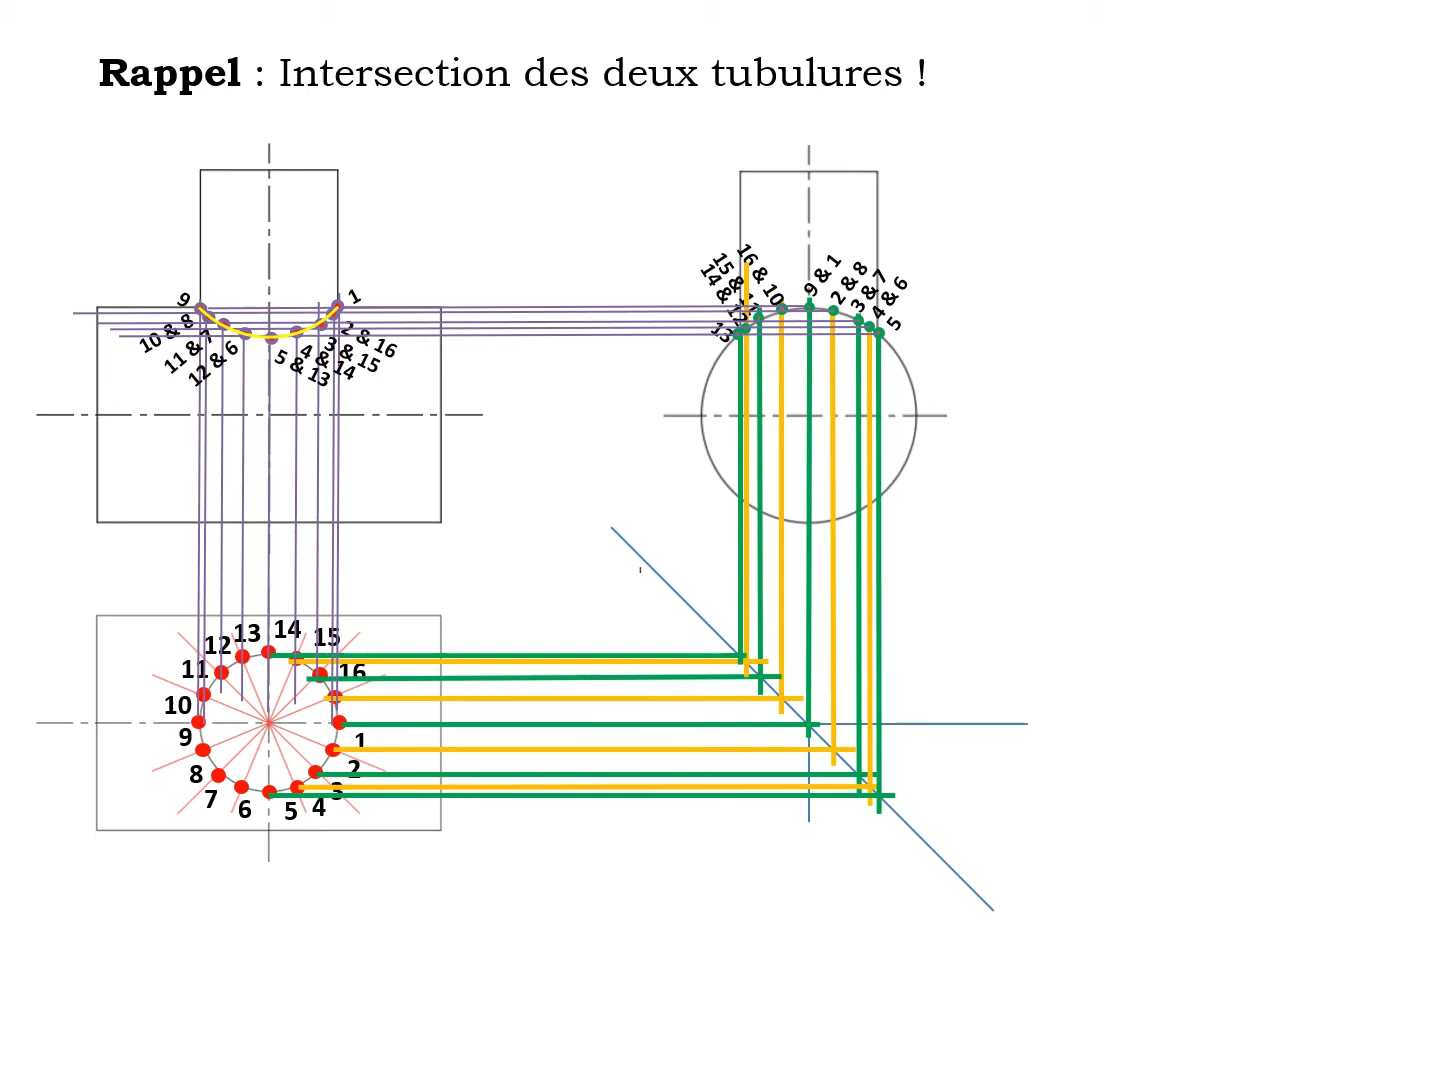 Rappel : Intersection des deux tubulures !
9
1
10 & 8
11 & 7
12 & 6
5 & 13
4 & 14
3 & 15
2 & 16
16 & 10
13
9 & 1
2 & 8
3 & 7
4 & 6
5
13
14
15
12
16
11
10
9
1
8
2
7
3
6
5
4